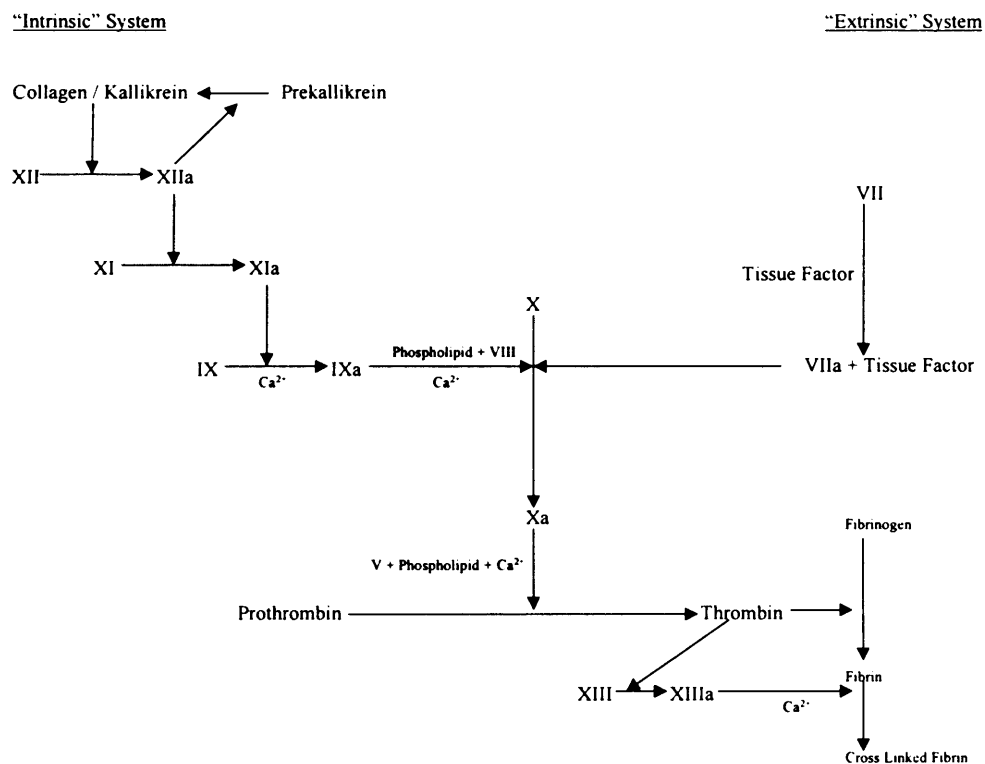 “Intrinsic” System
“Extrinsic” System
Collagen / Kallikrein
Prekallikrein
XII
XIIa
VII
XI
XIa
Tissue Factor
X
Phospholipid + VIII
IX
Ca²⁺
IXa
Ca²⁺
VIIa + Tissue Factor
Xa
Fibrinogen
V + Phospholipid + Ca²⁺
Prothrombin
Thrombin
Fibrin
XIII
XIIIa
Ca²⁺
Cross Linked Fibrin